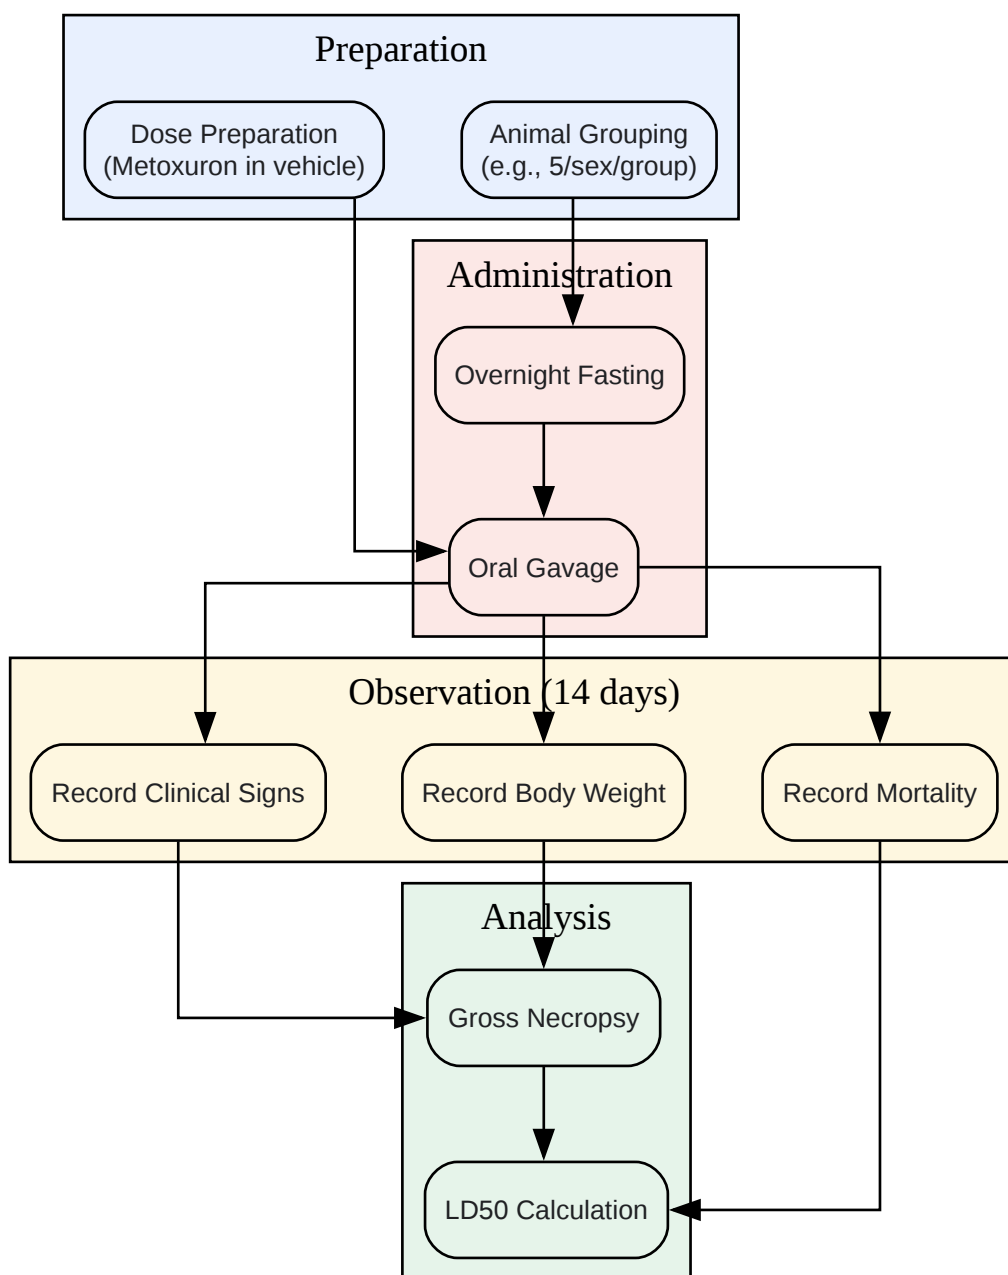 Preparation
Dose Preparation
(Metoxuron in vehicle)
Animal Grouping
(e.g., 5/sex/group)
Administration
Overnight Fasting
Oral Gavage
Observation (14 days)
Record Clinical Signs
Record Body Weight
Record Mortality
Analysis
Gross Necropsy
LD50 Calculation